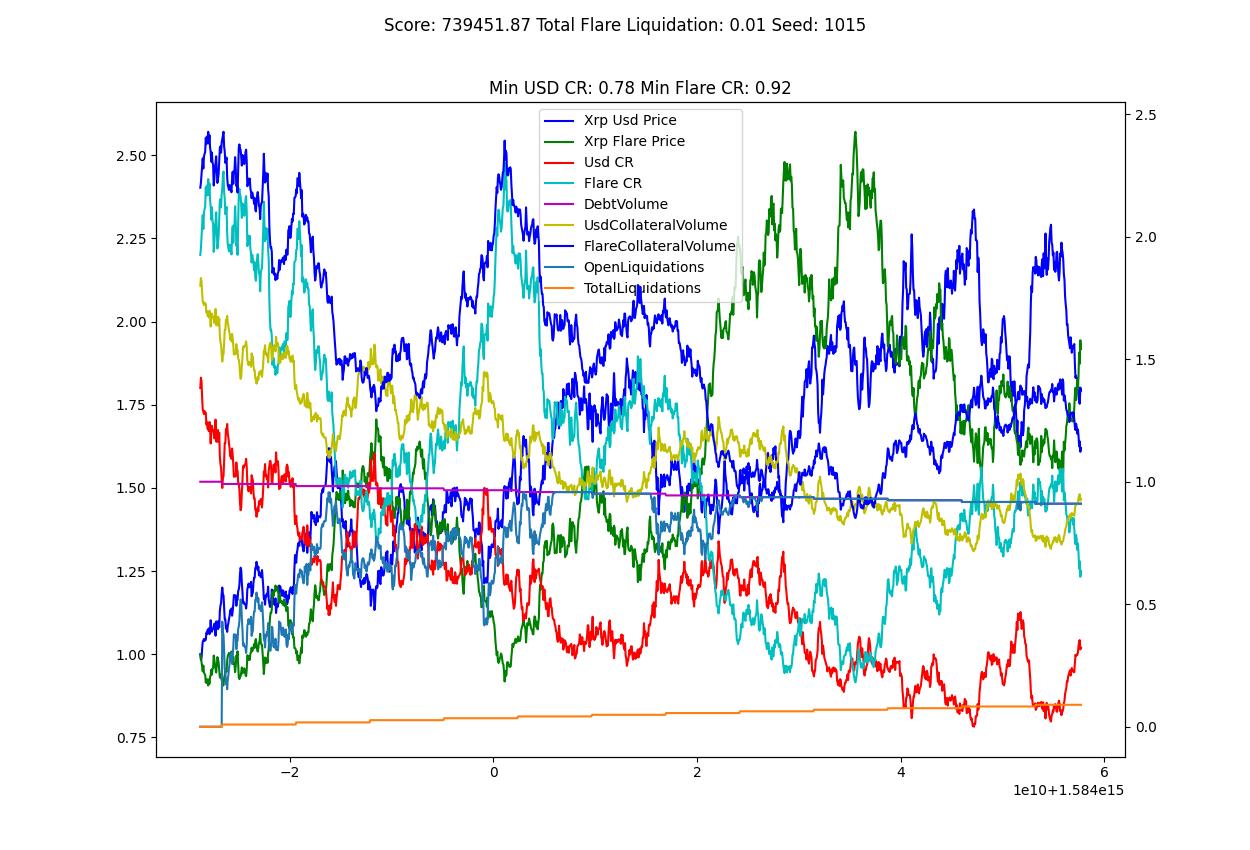 Score: 739451.87 Total Flare Liquidation: 0.01 Seed: 1015
Min USD CR: 0.78 Min Flare CR: 0.92
Xrp Usd Price
Xrp Flare Price
Usd CR
Flare CR
DebtVolume
UsdCollateralVolume
FlareCollateralVolume
OpenLiquidations
TotalLiquidations
2.50
2.25
2.00
1.75
1.50
1.25
1.00
0.75
2.5
2.0
1.5
1.0
0.5
0.0
−2
0
2
4
6
1e10+1.584e15